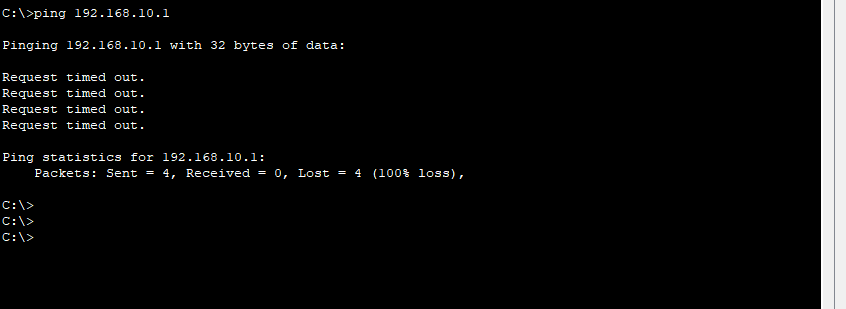 C:\>ping 192.168.10.1
Pinging 192.168.10.1 with 32 bytes of data:
Request timed out.
Request timed out.
Request timed out.
Request timed out.
Ping statistics for 192.168.10.1:
    Packets: Sent = 4, Received = 0, Lost = 4 (100% loss),
C:\>
C:\>
C:\>